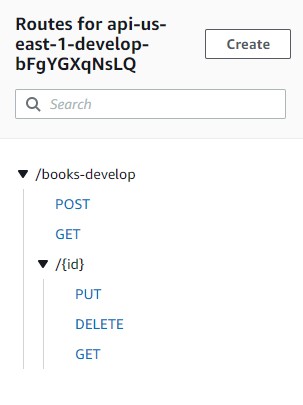 Routes for api-us-
east-1-develop-
bFgYGXqNsLQ
Create
Search
/books-develop
POST
GET
/{id}
PUT
DELETE
GET